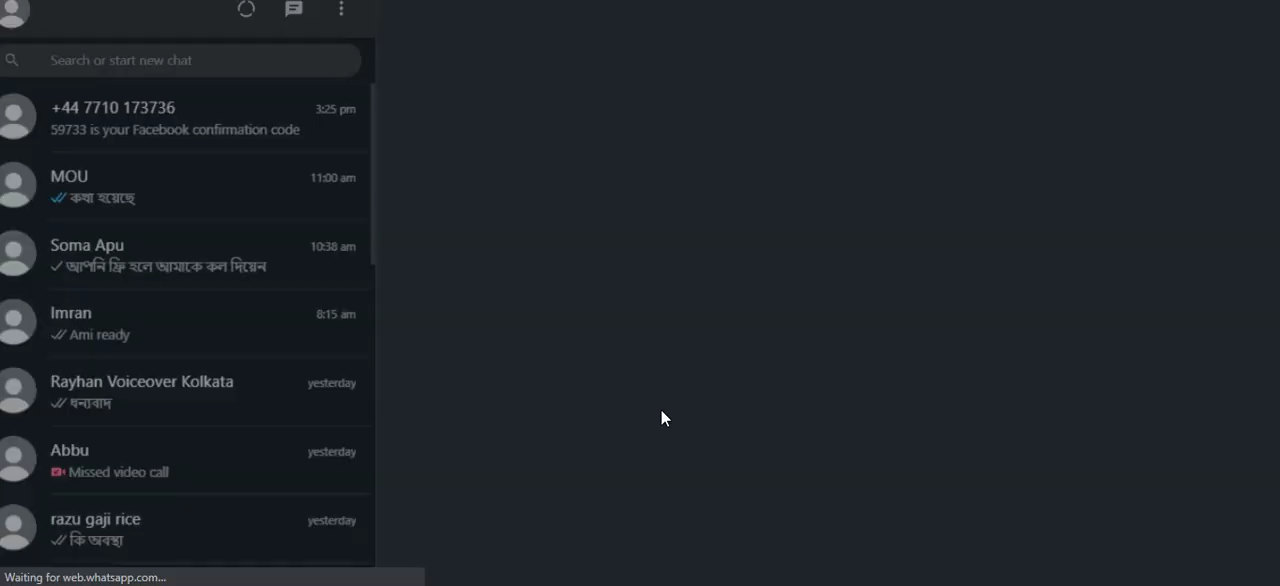 Search or start new chat
+44 7710 173736 3:25 pm
59733 is your Facebook confirmation code
MOU 11:00 am
কথা হয়েছে
Soma Apu 10:38 am
আপনি ফ্রি হলে আমাকে কল দিয়েন
Imran 8:15 am
Ami ready
Rayhan Voiceover Kolkata yesterday
ধন্যবাদ
Abbu yesterday
Missed video call
razu gaji rice yesterday
কি অবস্থা
Waiting for web.whatsapp.com...